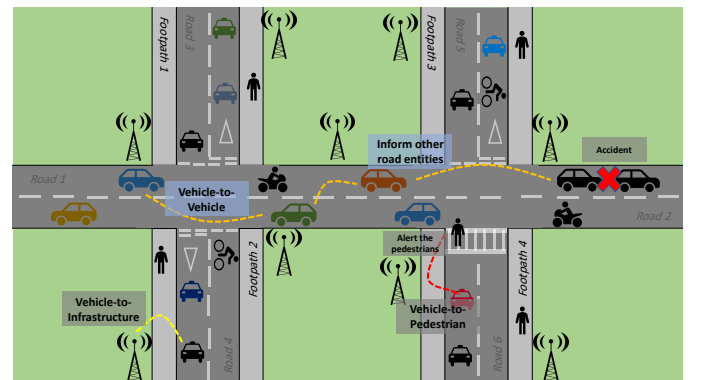 Footpath 1
Road 3
Footpath 3
Road 5
Inform other
road entities
Accident
Road 1
Vehicle-to-
Vehicle
Road 2
Alert the
pedestrians
Footpath 2
Footpath 4
Vehicle-to-
Infrastructure
Vehicle-to-
Pedestrian
Road 4
Road 6